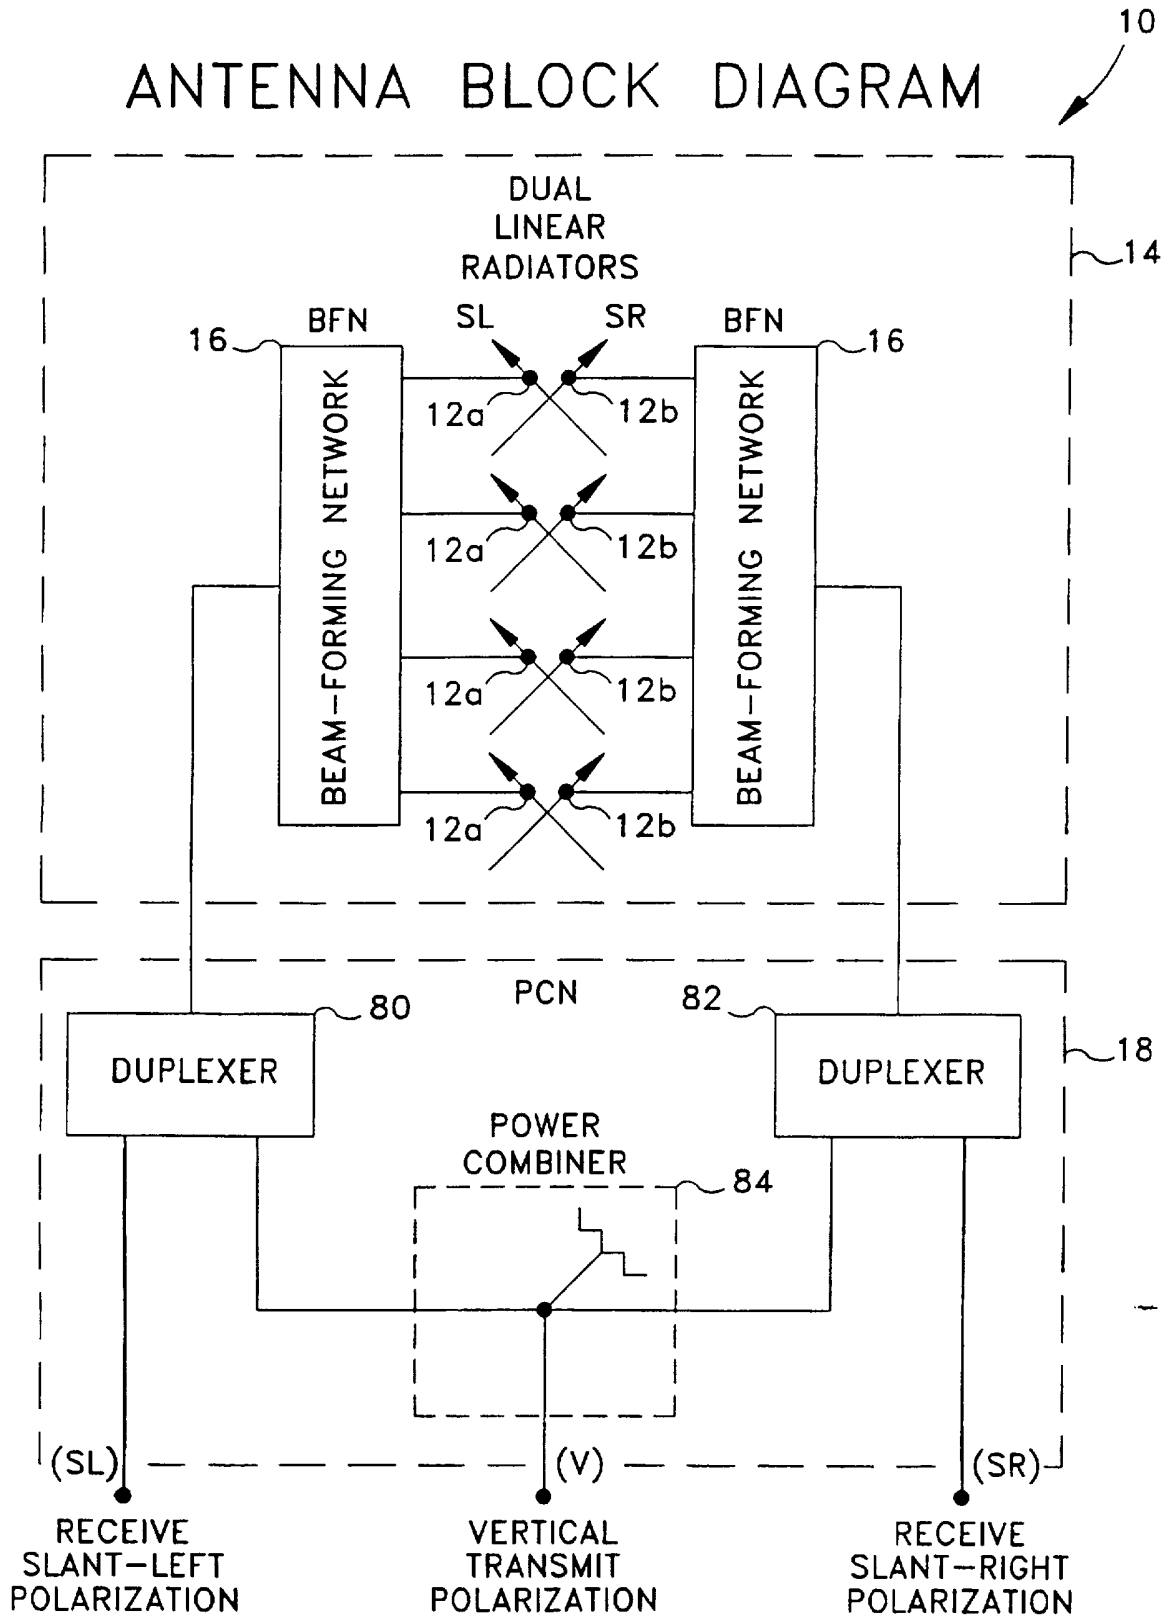 10
ANTENNA BLOCK DIAGRAM
DUAL
LINEAR
RADIATORS
14
16
BFN
SL
SR
BFN
16
BEAM-FORMING NETWORK
BEAM-FORMING NETWORK
12a
12b
12a
12b
12a
12b
12a
12b
PCN
80
82
DUPLEXER
DUPLEXER
18
POWER
COMBINER
84
(SL)
(V)
(SR)
RECEIVE
SLANT-LEFT
POLARIZATION
VERTICAL
TRANSMIT
POLARIZATION
RECEIVE
SLANT-RIGHT
POLARIZATION